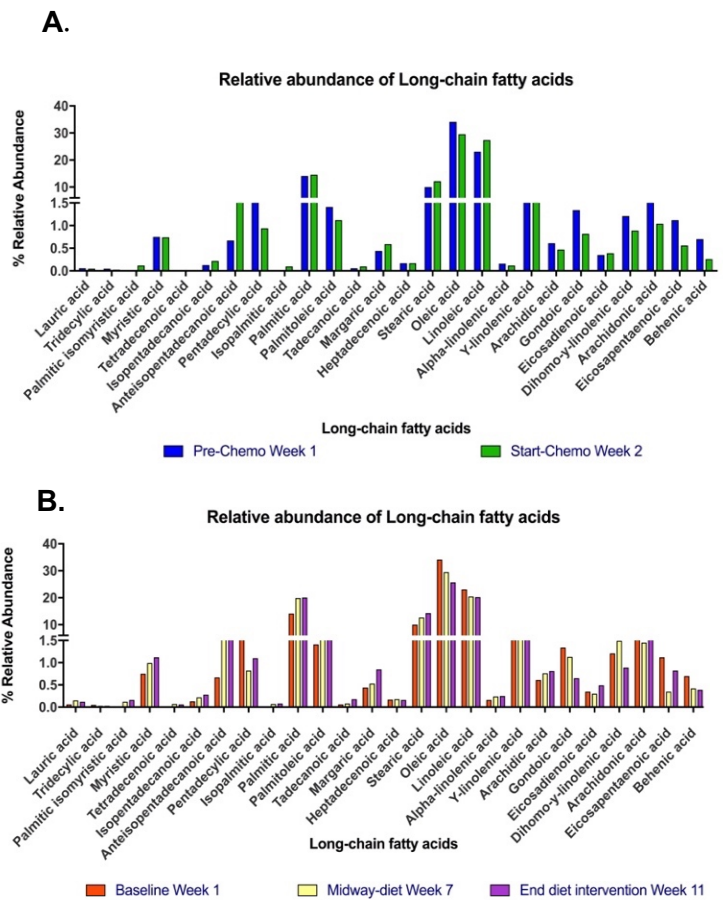 A.
Relative abundance of Long-chain fatty acids
% Relative Abundance
40
30
20
10
1.5
1.0
0.5
0.0
Lauric acid
Tridecylic acid
Palmitic isomyristic acid
Myristic acid
Tetradecenoic acid
Isopentadecanoic acid
Anteisopentadecanoic acid
Pentadecylic acid
Isopalmitic acid
Palmitic acid
Palmitoleic acid
Tadecanoic acid
Margaric acid
Heptadecenoic acid
Stearic acid
Oleic acid
Linoleic acid
Alpha-linolenic acid
Y-linolenic acid
Arachidic acid
Gondoic acid
Eicosadienoic acid
Dihomo-y-linolenic acid
Arachidonic acid
Eicosapentaenoic acid
Behenic acid
Long-chain fatty acids
Pre-Chemo Week 1
Start-Chemo Week 2
B.
Relative abundance of Long-chain fatty acids
% Relative Abundance
40
30
20
10
1.5
1.0
0.5
0.0
Lauric acid
Tridecylic acid
Palmitic isomyristic acid
Myristic acid
Tetradecenoic acid
Isopentadecanoic acid
Anteisopentadecanoic acid
Pentadecylic acid
Isopalmitic acid
Palmitic acid
Palmitoleic acid
Tadecanoic acid
Margaric acid
Heptadecenoic acid
Stearic acid
Oleic acid
Linoleic acid
Alpha-linolenic acid
Y-linolenic acid
Arachidic acid
Gondoic acid
Eicosadienoic acid
Dihomo-y-linolenic acid
Arachidonic acid
Eicosapentaenoic acid
Behenic acid
Long-chain fatty acids
Baseline Week 1
Midway-diet Week 7
End diet intervention Week 11